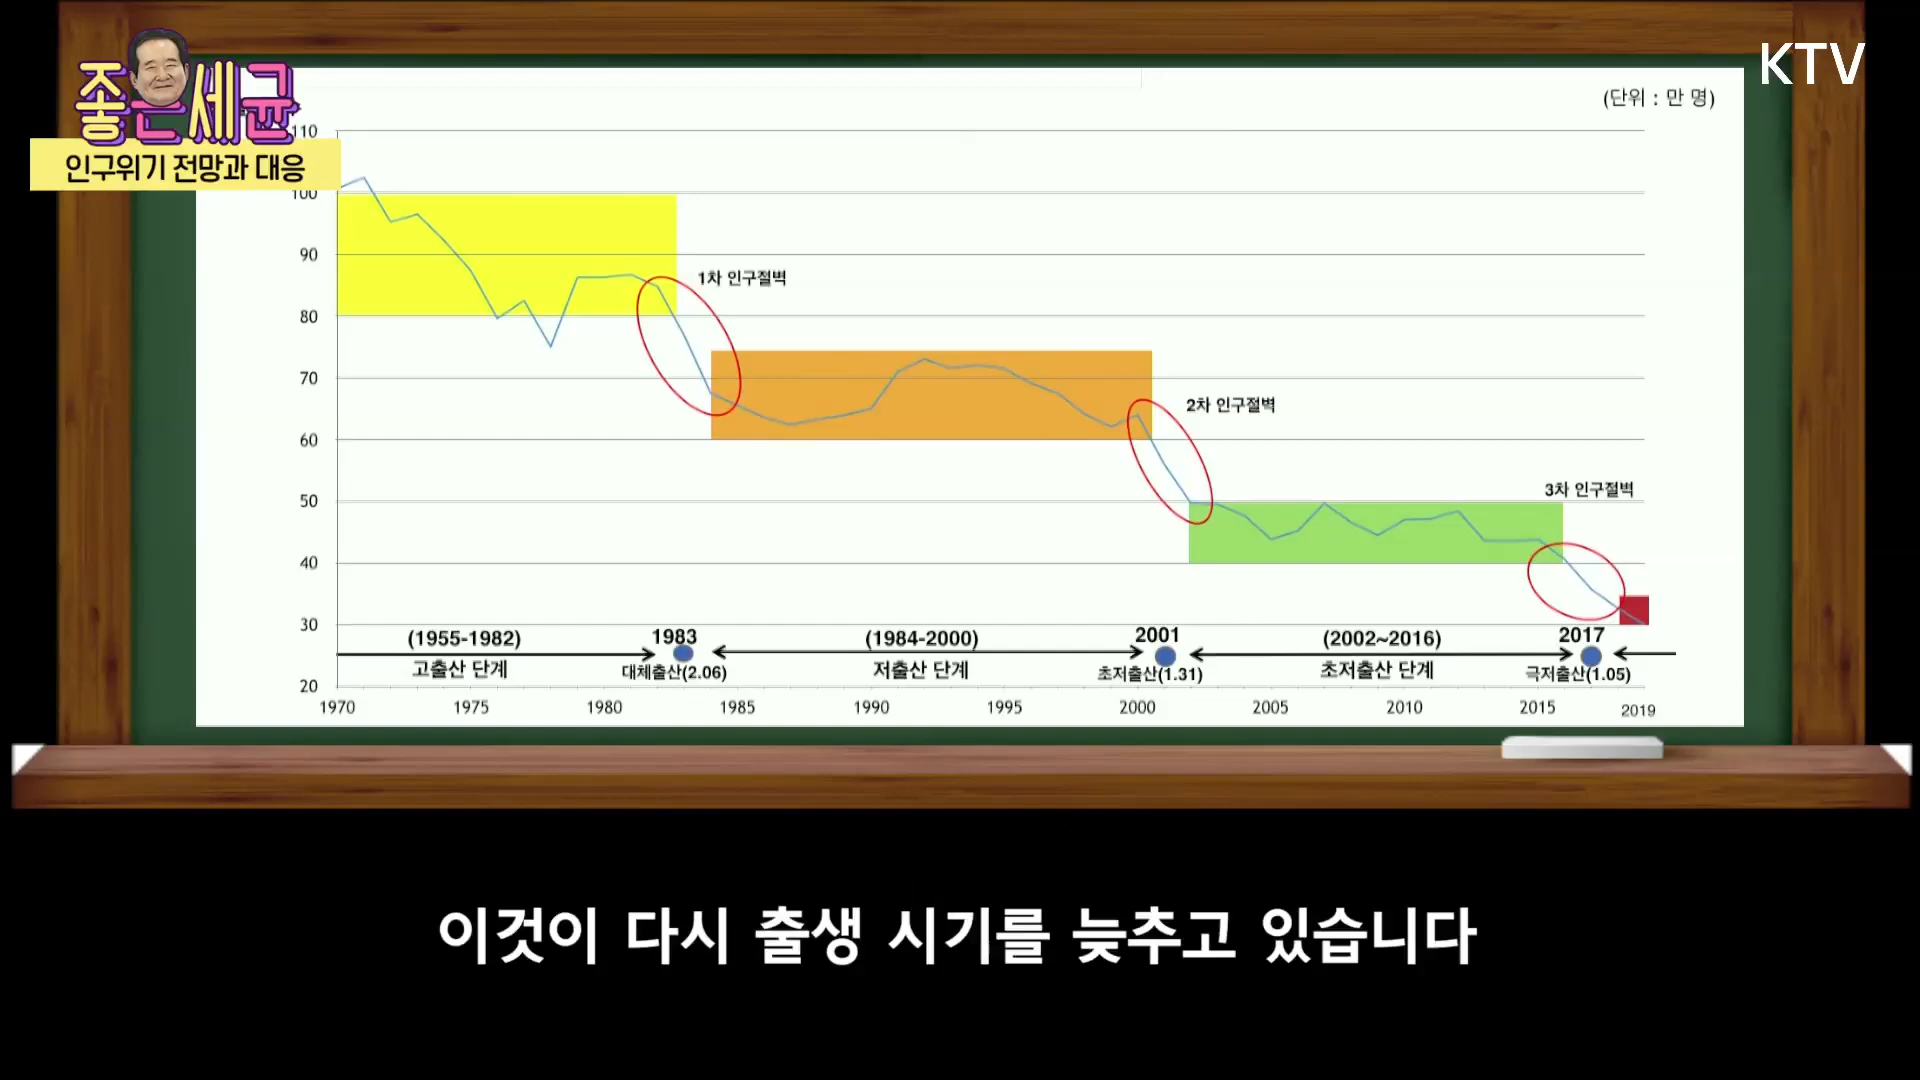 좋은세균
KTV
인구위기 전망과 대응
(단위 : 만 명)
110
100
90
1차 인구절벽
80
70
2차 인구절벽
60
50
3차 인구절벽
40
30
(1955-1982)
1983
(1984-2000)
2001
(2002~2016)
2017
고출산 단계
대체출산(2.06)
저출산 단계
초저출산(1.31)
초저출산 단계
극저출산(1.05)
20
1970 1975 1980 1985 1990 1995 2000 2005 2010 2015 2019
이것이 다시 출생 시기를 늦추고 있습니다